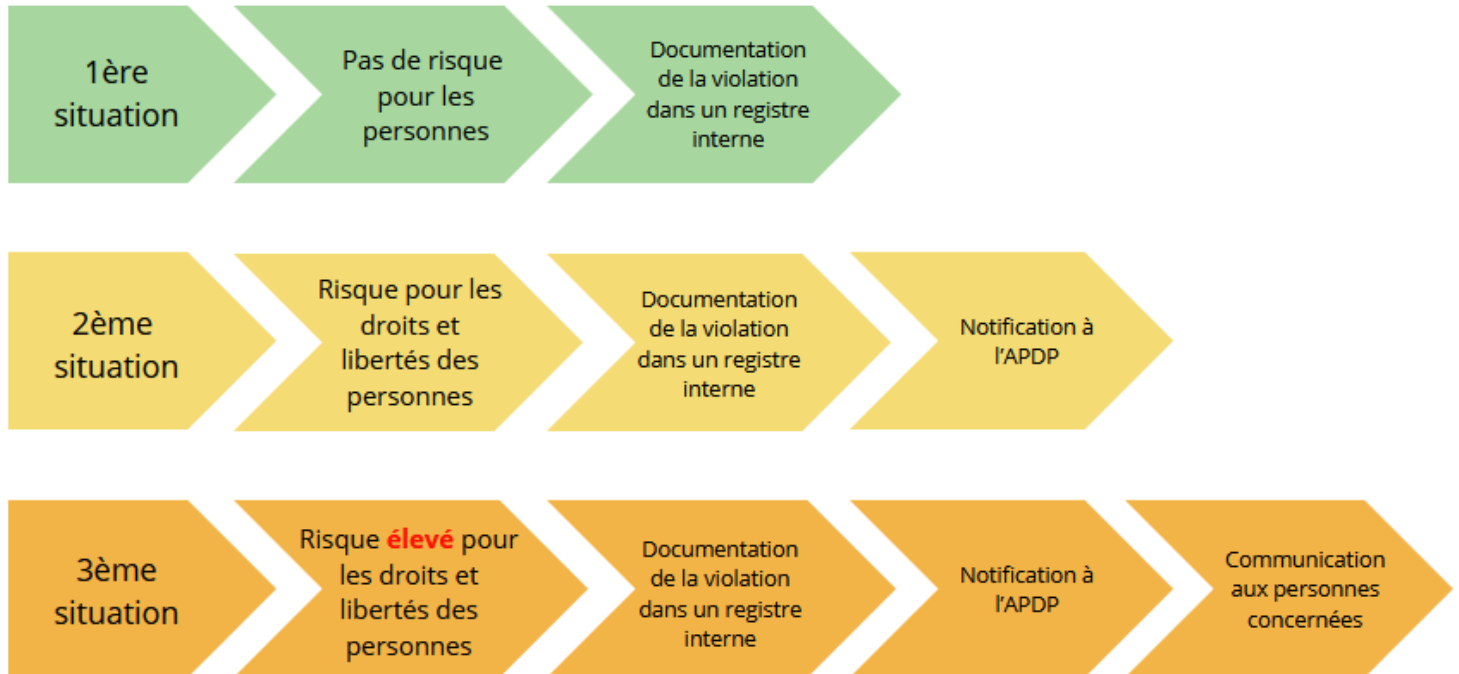 1ère
situation
Pas de risque
pour les
personnes
Documentation
de la violation
dans un registre
interne
2ème
situation
Risque pour les
droits et
libertés des
personnes
Documentation
de la violation
dans un registre
interne
Notification à
l'APDP
3ème
situation
Risque élevé pour
les droits et
libertés des
personnes
Documentation
de la violation
dans un registre
interne
Notification à
l'APDP
Communication
aux personnes
concernées